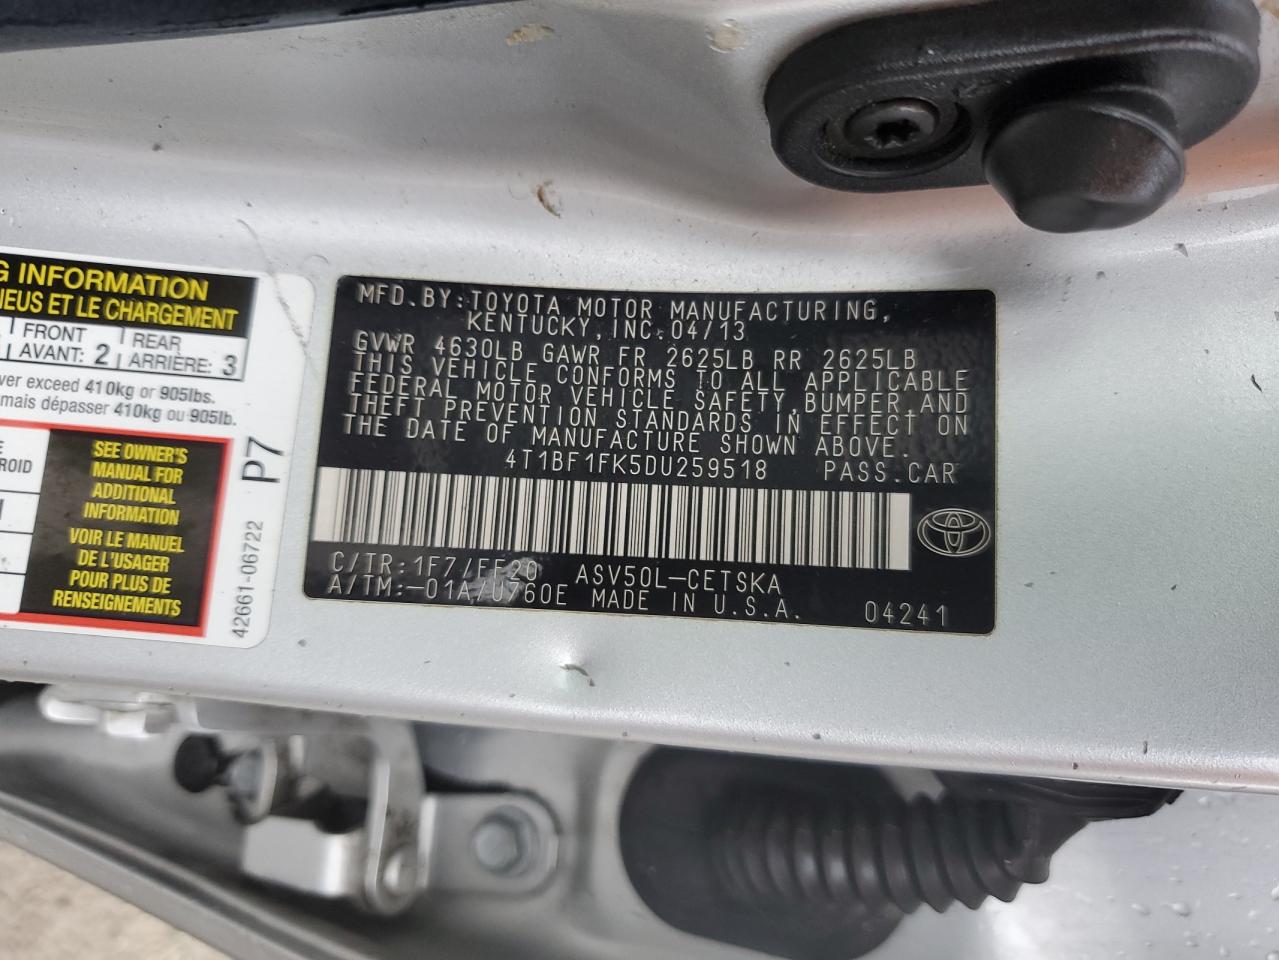 G INFORMATION
NEUS ET LE CHARGEMENT
FRONT
AVANT: 2
REAR
ARRIÈRE: 3
ver exceed 410kg or 905lbs.
mais dépasser 410kg ou 905lb.
SEE OWNER'S
MANUAL FOR
ADDITIONAL
INFORMATION
VOIR LE MANUEL
DE L'USAGER
POUR PLUS DE
RENSEIGNEMENTS
P7
42661-06722
MFD. BY: TOYOTA MOTOR MANUFACTURING,
KENTUCKY, INC. 04/13
GVWR 4630LB GAWR FR 2625LB RR 2625LB
THIS VEHICLE CONFORMS TO ALL APPLICABLE
FEDERAL MOTOR VEHICLE SAFETY, BUMPER, AND
THEFT PREVENTION STANDARDS IN EFFECT ON
THE DATE OF MANUFACTURE SHOWN ABOVE.
4T1BF1FK5DU259518 PASS. CAR
C/TR: 1F7/FE20 ASV50L-CETSKA
A/TM:-01A/U760E MADE IN U.S.A. 04241